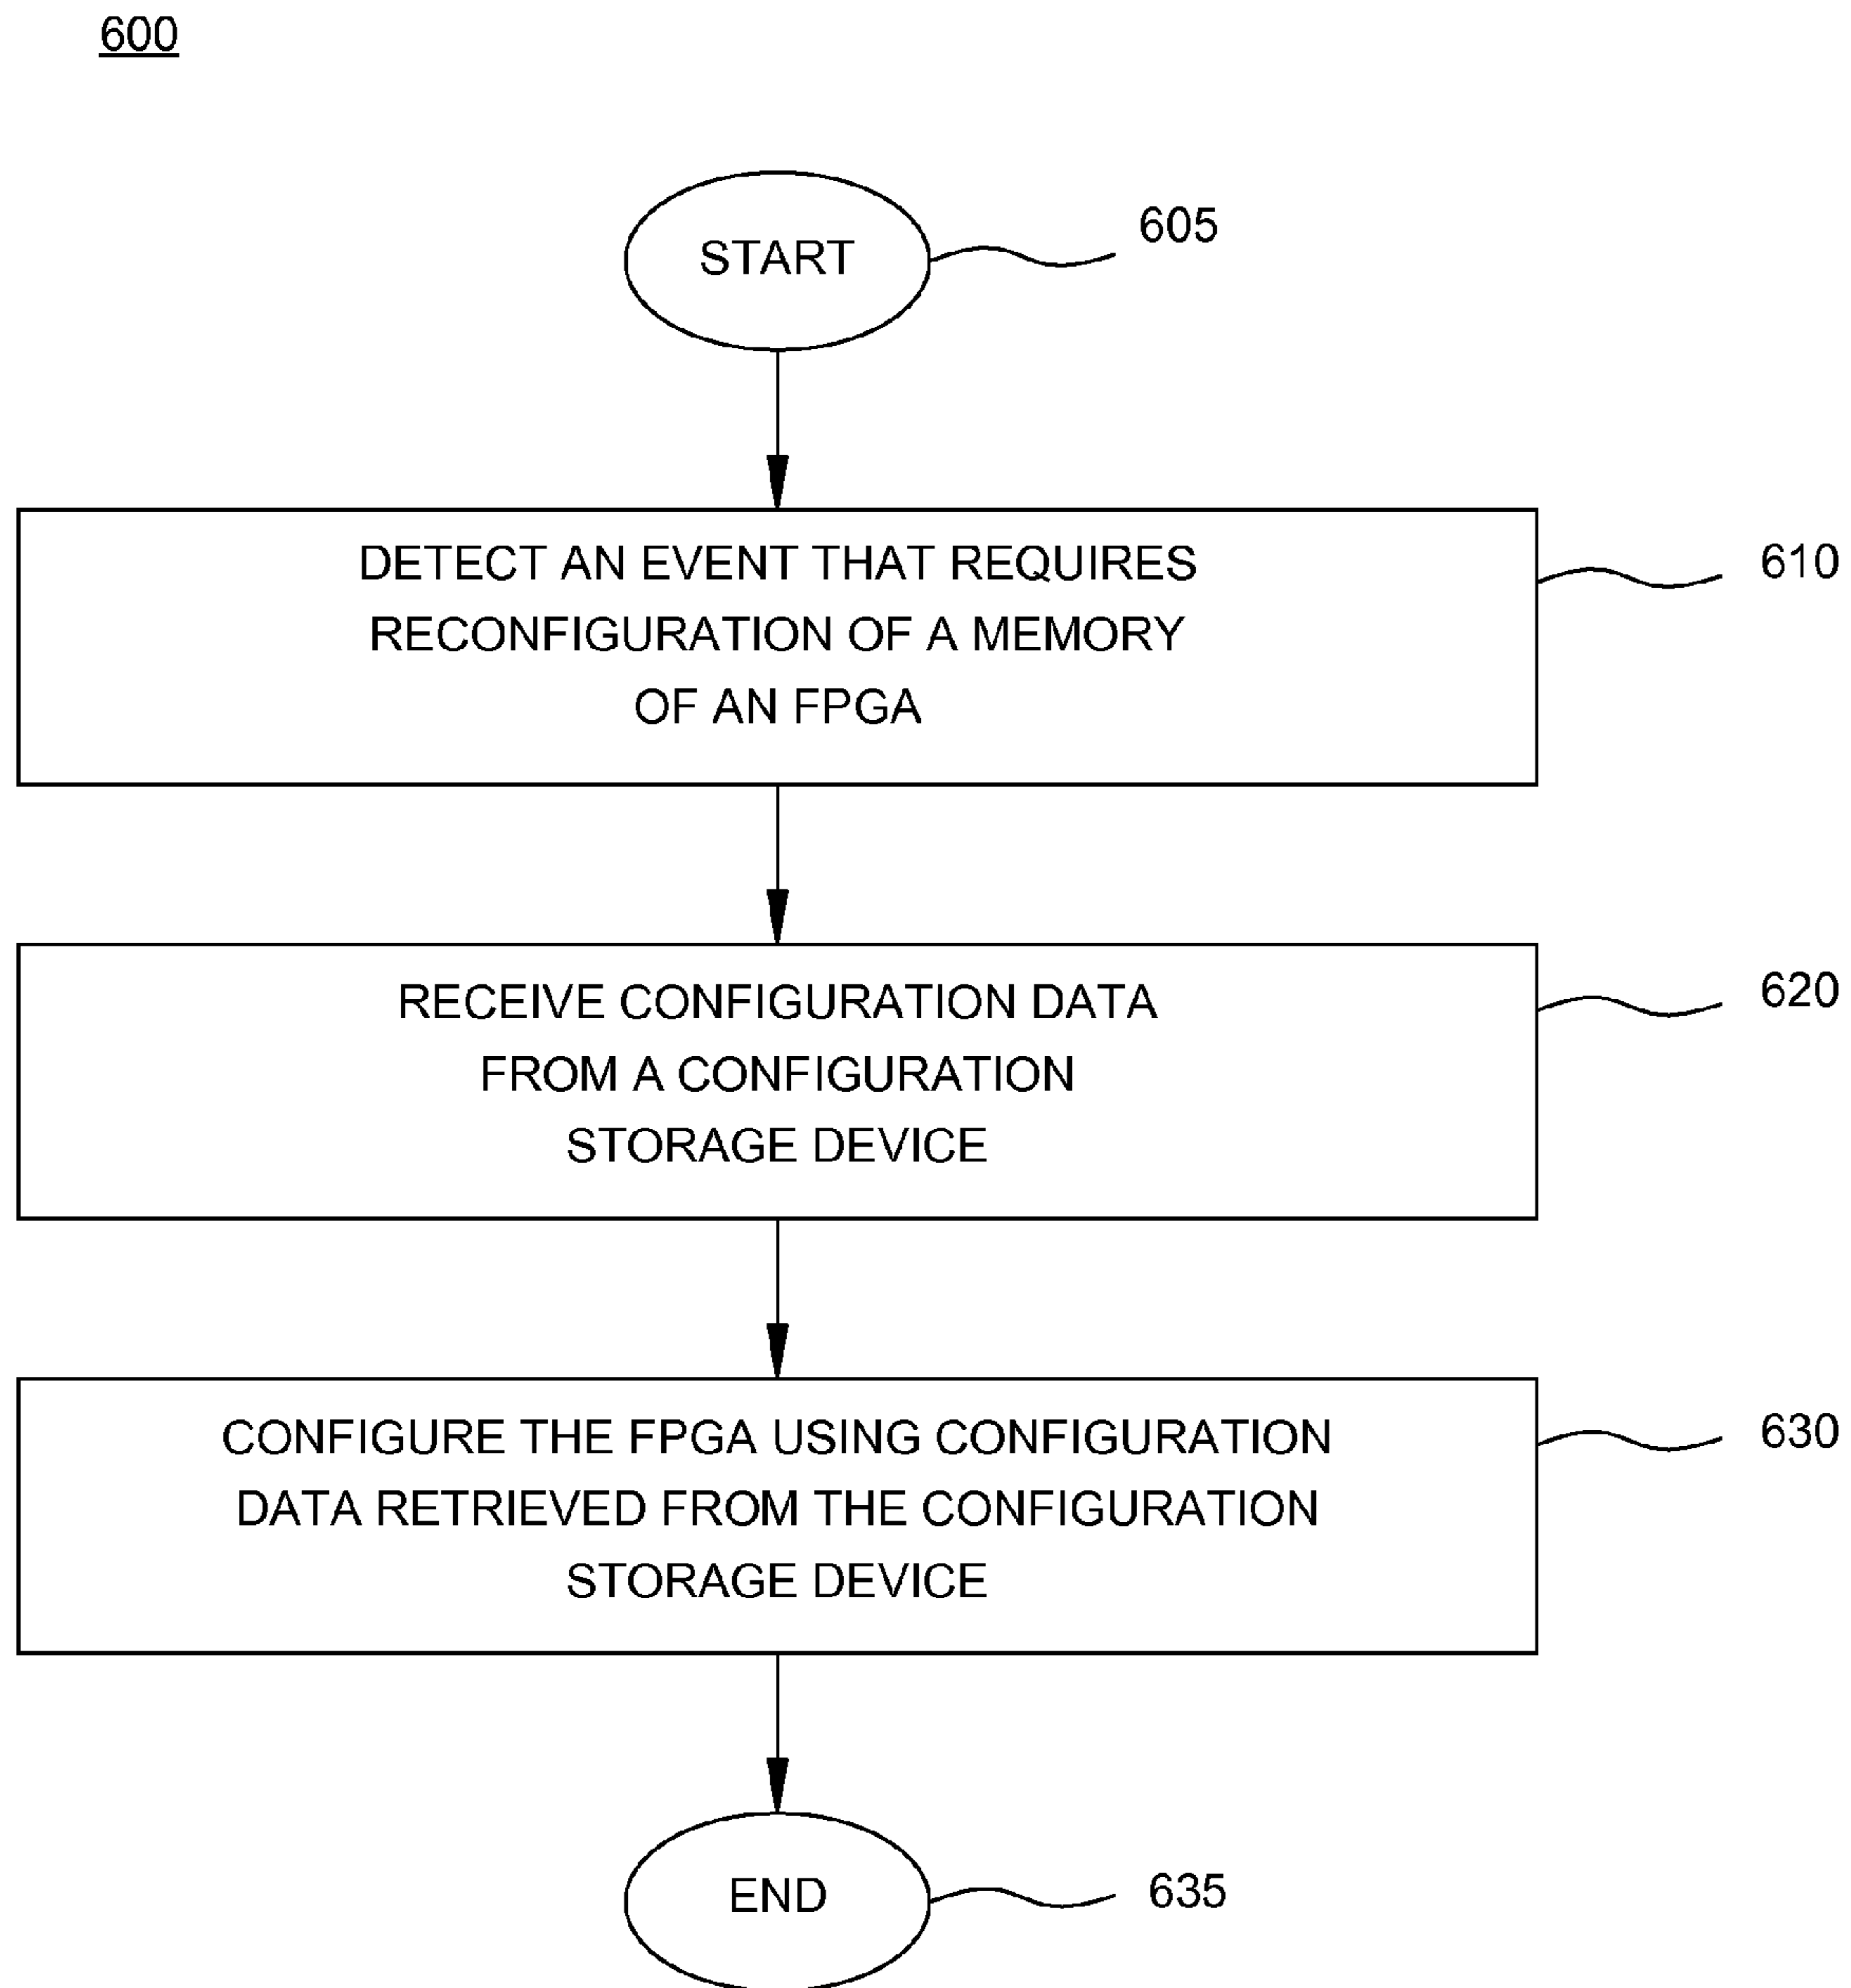 600
START
605
DETECT AN EVENT THAT REQUIRES
RECONFIGURATION OF A MEMORY
OF AN FPGA
610
RECEIVE CONFIGURATION DATA
FROM A CONFIGURATION
STORAGE DEVICE
620
CONFIGURE THE FPGA USING CONFIGURATION
DATA RETRIEVED FROM THE CONFIGURATION
STORAGE DEVICE
630
END
635